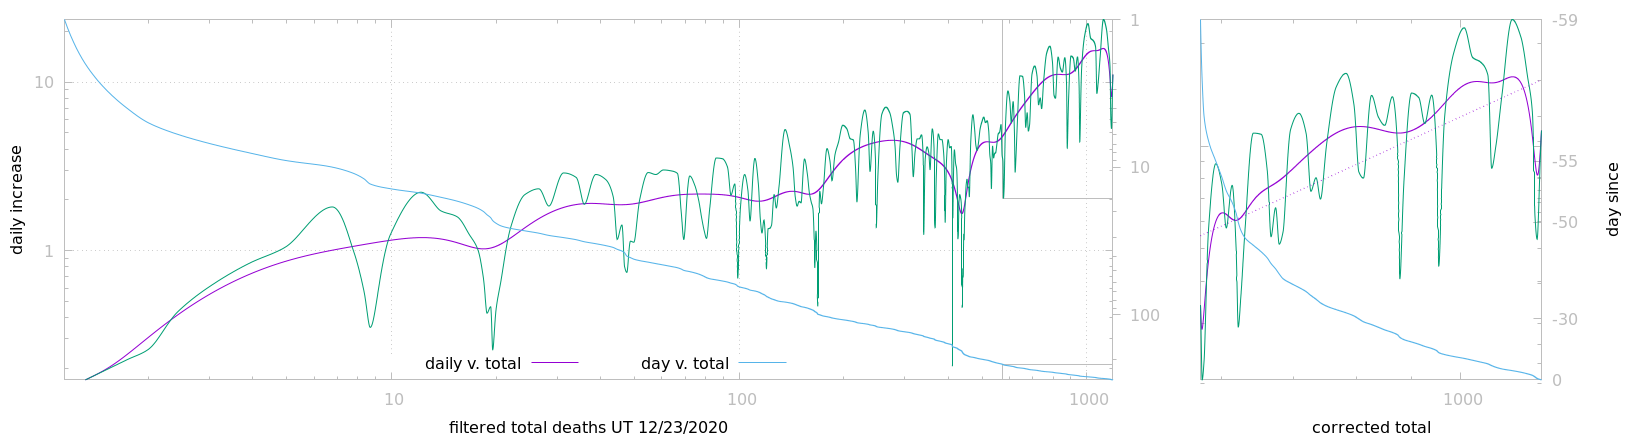 daily increase
10
1
daily v. total
day v. total
10
100
1000
filtered total deaths UT 12/23/2020
1
10
100
-59
-55
-50
-30
0
day since
1000
corrected total